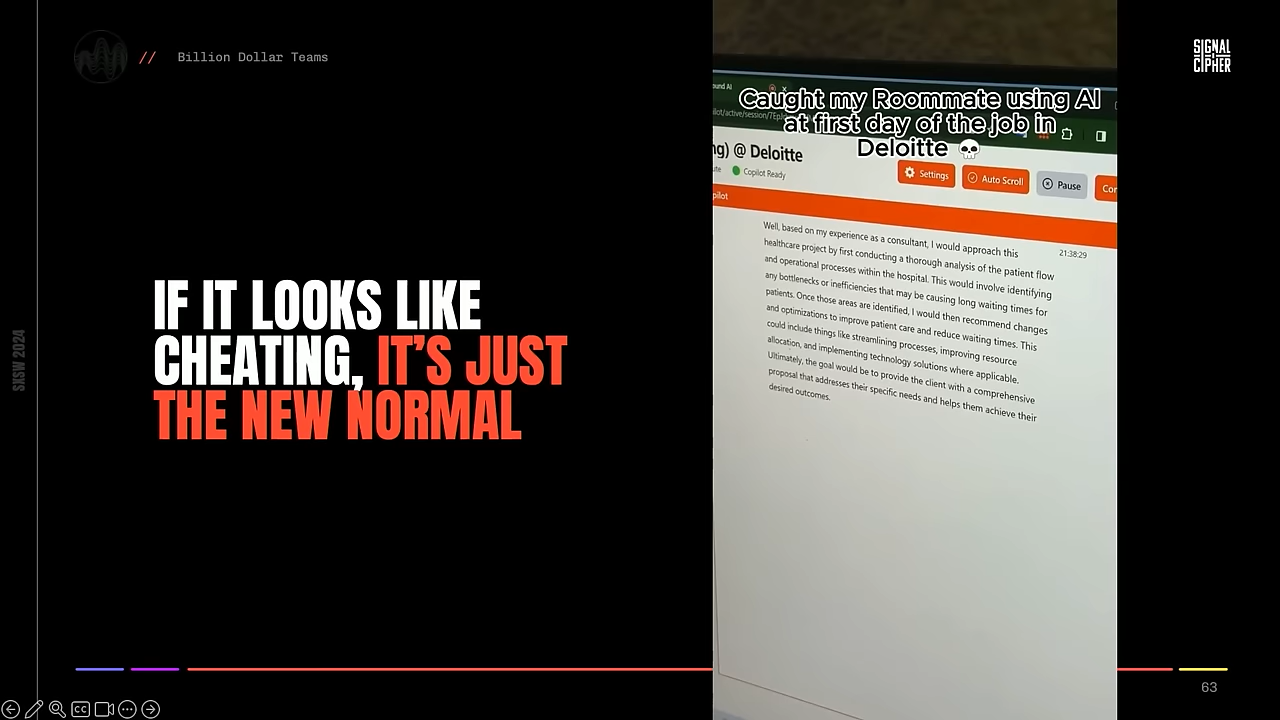 // Billion Dollar Teams
SIGNAL
CIPHER
SXSW 2024
IF IT LOOKS LIKE
CHEATING, IT'S JUST
THE NEW NORMAL
Caught my Roommate using AI
at first day of the job in
Deloitte 💀
@ Deloitte
Copilot Ready
Settings
Auto Scroll
Pause
Well, based on my experience as a consultant, I would approach this
21:38:29
healthcare project by first conducting a thorough analysis of the patient flow
and operational processes within the hospital. This would involve identifying
any bottlenecks or inefficiencies that may be causing long waiting times for
patients. Once those areas are identified, I would then recommend changes
and optimizations to improve patient care and reduce waiting times. This
could include things like streamlining processes, improving resource
allocation, and implementing technology solutions where applicable.
Ultimately, the goal would be to provide the client with a comprehensive
proposal that addresses their specific needs and helps them achieve their
desired outcomes.
63